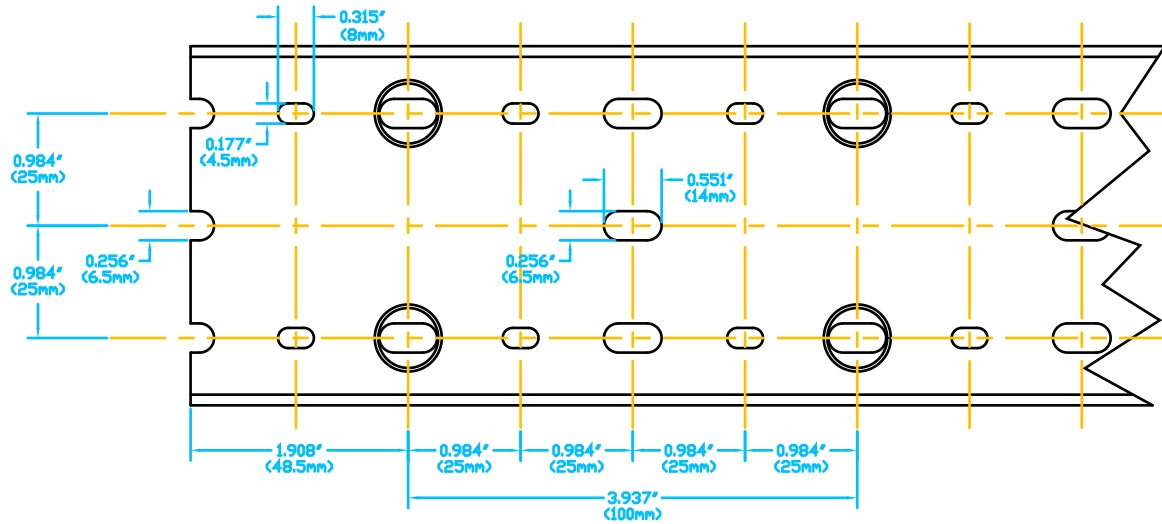 0.315"
(8mm)
0.177"
(4.5mm)
0.984"
(25mm)
0.551"
(14mm)
0.256"
(6.5mm)
0.256"
(6.5mm)
0.984"
(25mm)
1.908"
(48.5mm)
0.984"
(25mm)
0.984"
(25mm)
0.984"
(25mm)
0.984"
(25mm)
3.937"
(100mm)